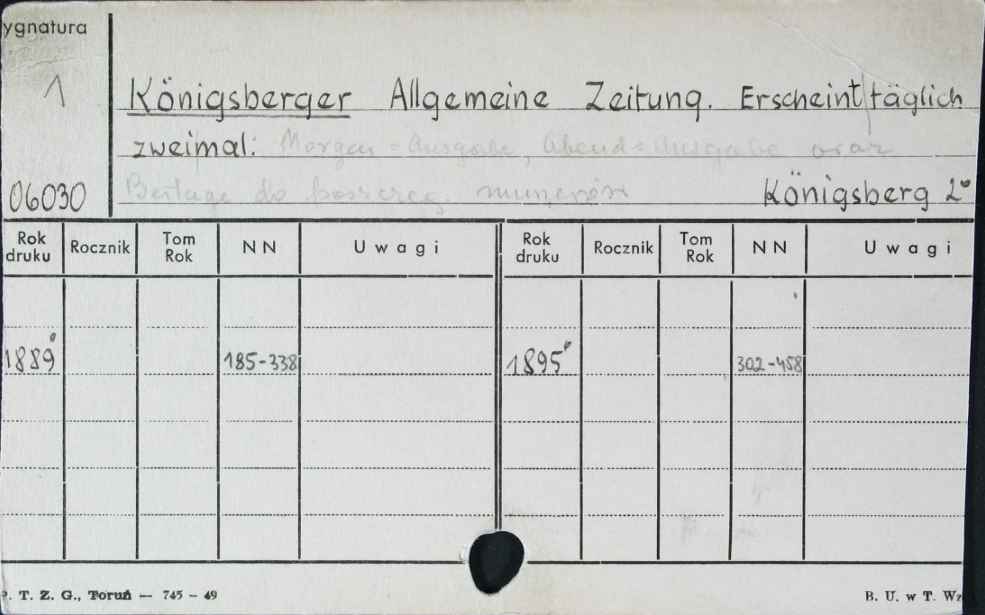 ygnatura
1
Königsberger Allgemeine Zeitung. Erscheint täglich
zweimal: Morgen=Ausgabe, Abend=Ausgabe oraz
06030 Beilage do numerów Königsberg 2°
Rok druku Rocznik Tom Rok NN Uwagi Rok druku Rocznik Tom Rok NN Uwagi
1889 185-338 1895 302-458
P. T. Z. G., Toruń — 745 - 49 B. U. w T. Wz